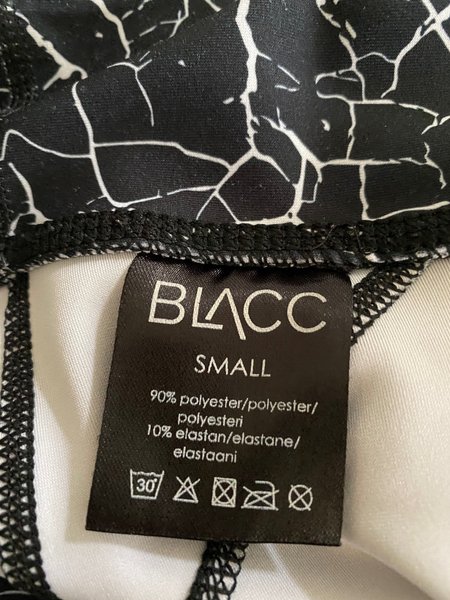 BLACC
SMALL
90% polyester/polyester/
polyesteri
10% elastan/elastane/
elastaani
30°